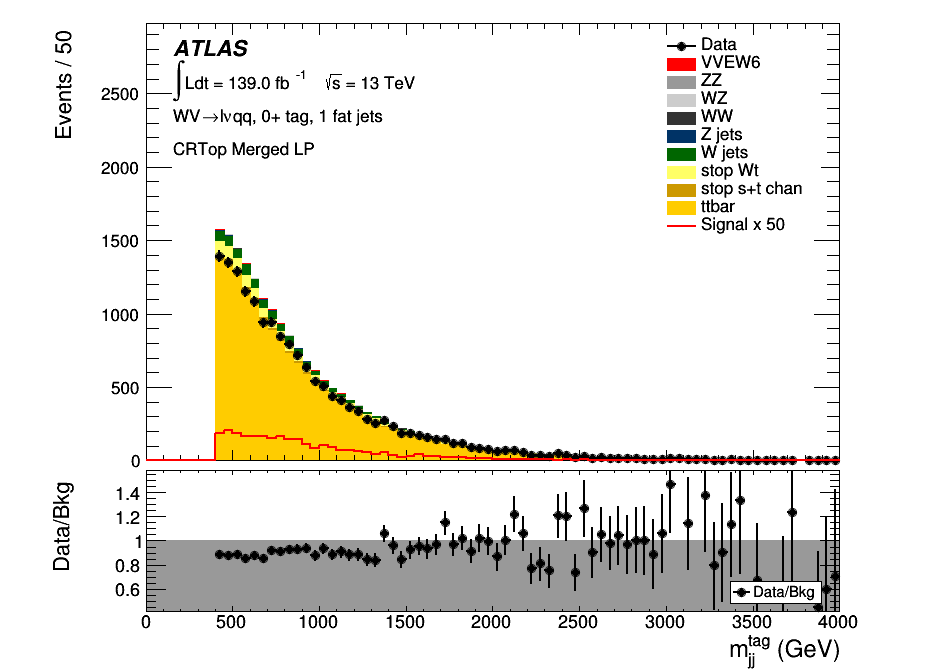 ATLAS
∫Ldt = 139.0 fb⁻¹ √s = 13 TeV
WV→lνqq, 0+ tag, 1 fat jets
CRTop Merged LP
Data
VVEW6
ZZ
WZ
WW
Z jets
W jets
stop Wt
stop s+t chan
ttbar
Signal x 50
Events / 50
2500
2000
1500
1000
500
0
Data/Bkg
1.4
1.2
1
0.8
0.6
Data/Bkg
0 500 1000 1500 2000 2500 3000 3500 4000
m_jj^tag (GeV)